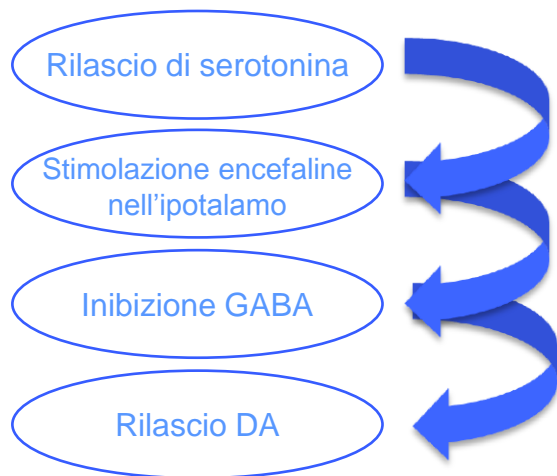 Rilascio di serotonina
Stimolazione encefaline
nell'ipotalamo
Inibizione GABA
Rilascio DA